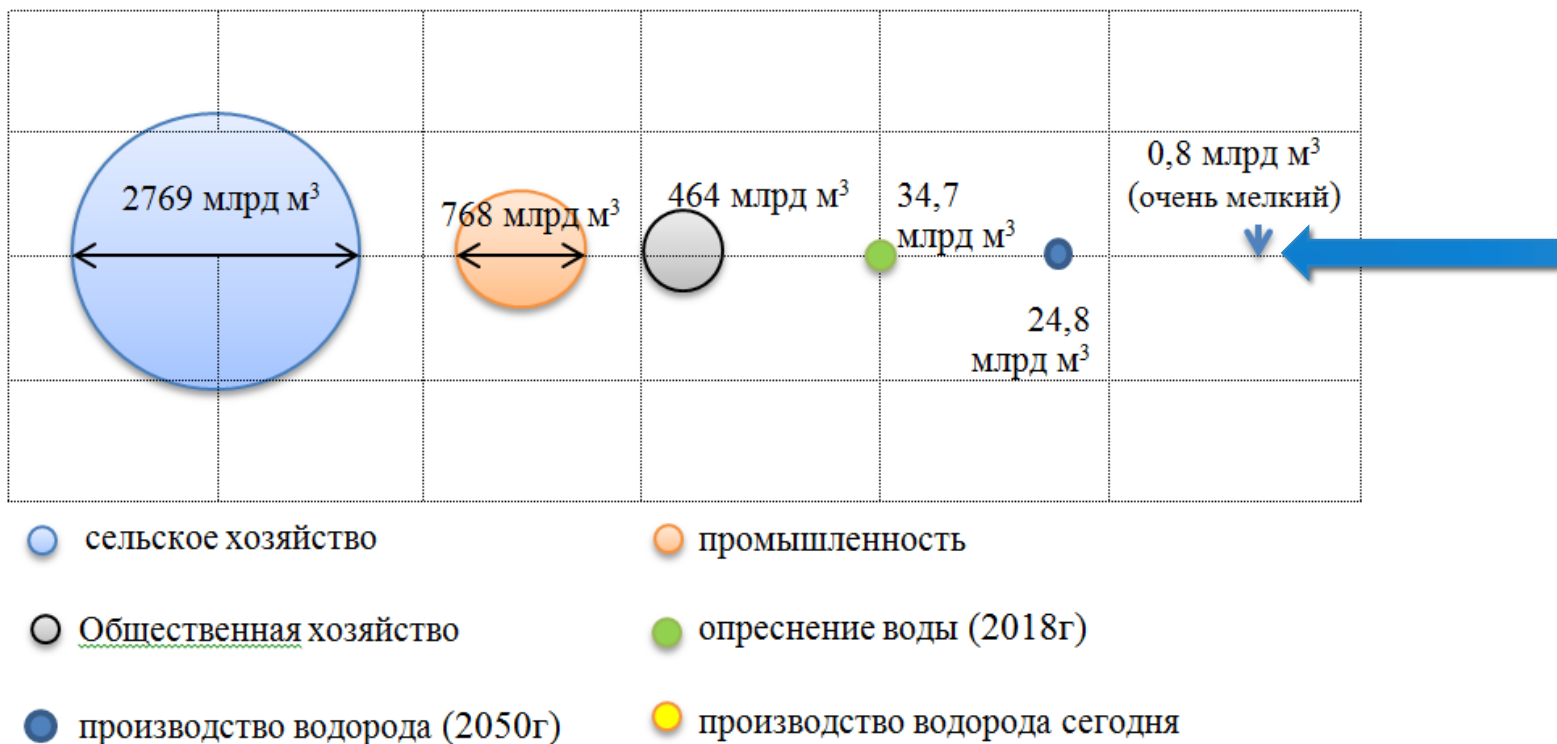 2769 млрд м³
768 млрд м³
464 млрд м³
34,7
млрд м³
24,8
млрд м³
0,8 млрд м³
(очень мелкий)
сельское хозяйство
промышленность
Общественная хозяйство
опреснение воды (2018г)
производство водорода (2050г)
производство водорода сегодня